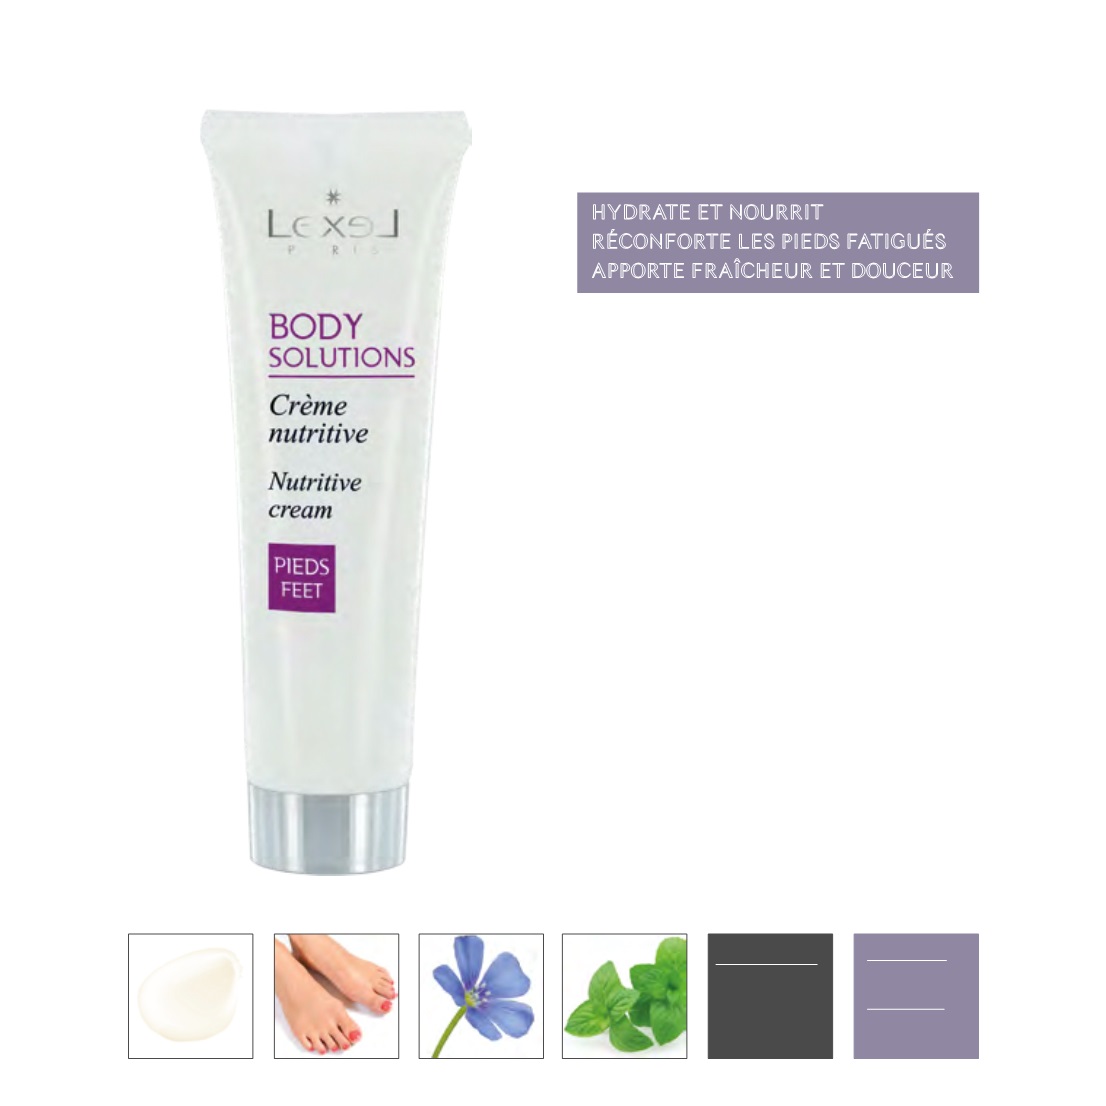 Lexel
PARIS
BODY
SOLUTIONS
Crème
nutritive
Nutritive
cream
PIEDS
FEET
HYDRATE ET NOURRIT
RÉCONFORTE LES PIEDS FATIGUÉS
APPORTE FRAÎCHEUR ET DOUCEUR